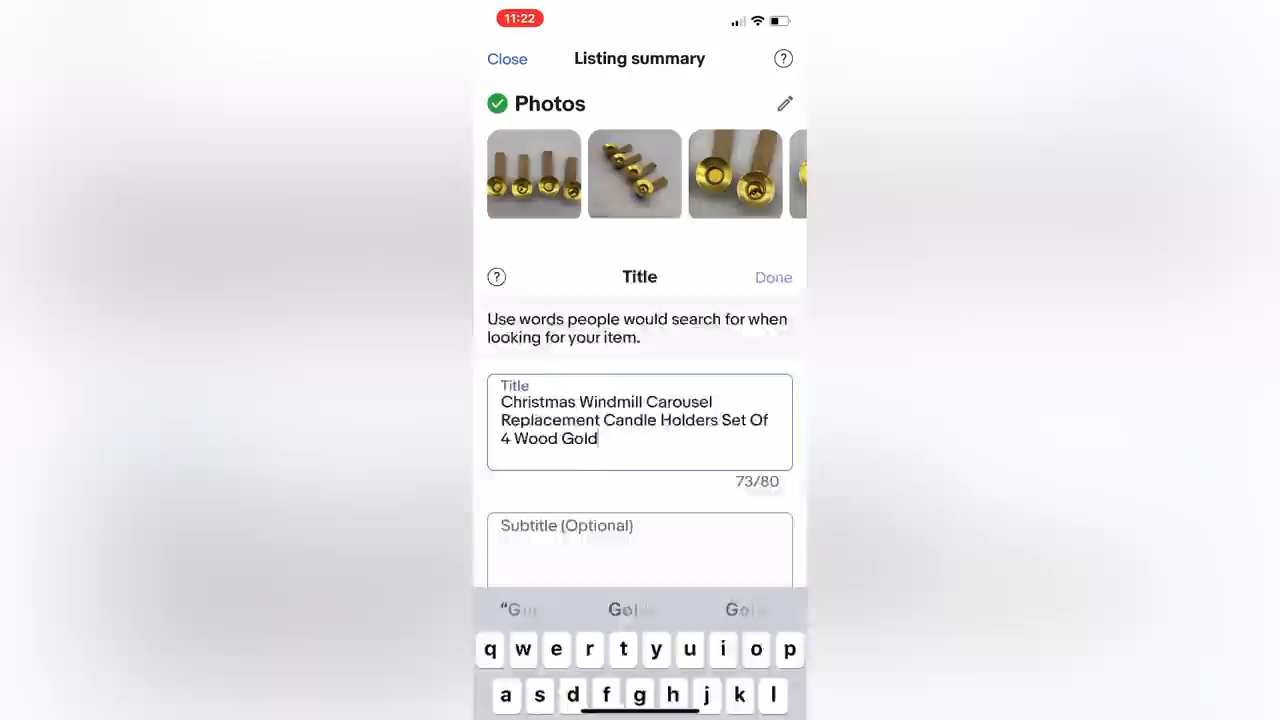 11:22
Close
Listing summary
?
Photos
?
Title
Done
Use words people would search for when
looking for your item.
Title
Christmas Windmill Carousel
Replacement Candle Holders Set Of
4 Wood Gold
73/80
Subtitle (Optional)
q w e r t y u i o p
a s d f g h j k l